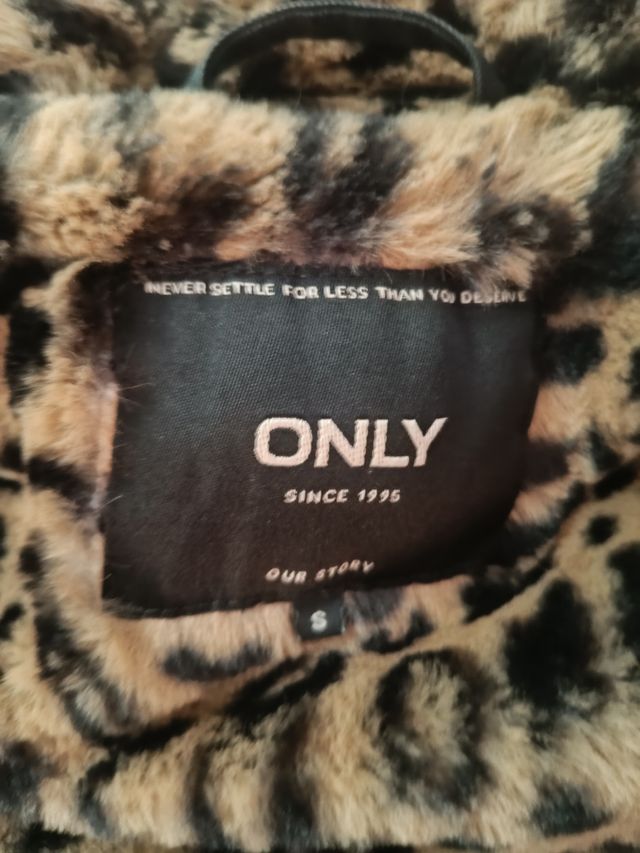 NEVER SETTLE FOR LESS THAN YOU DESERVE
ONLY
SINCE 1995
OUR STORY
S